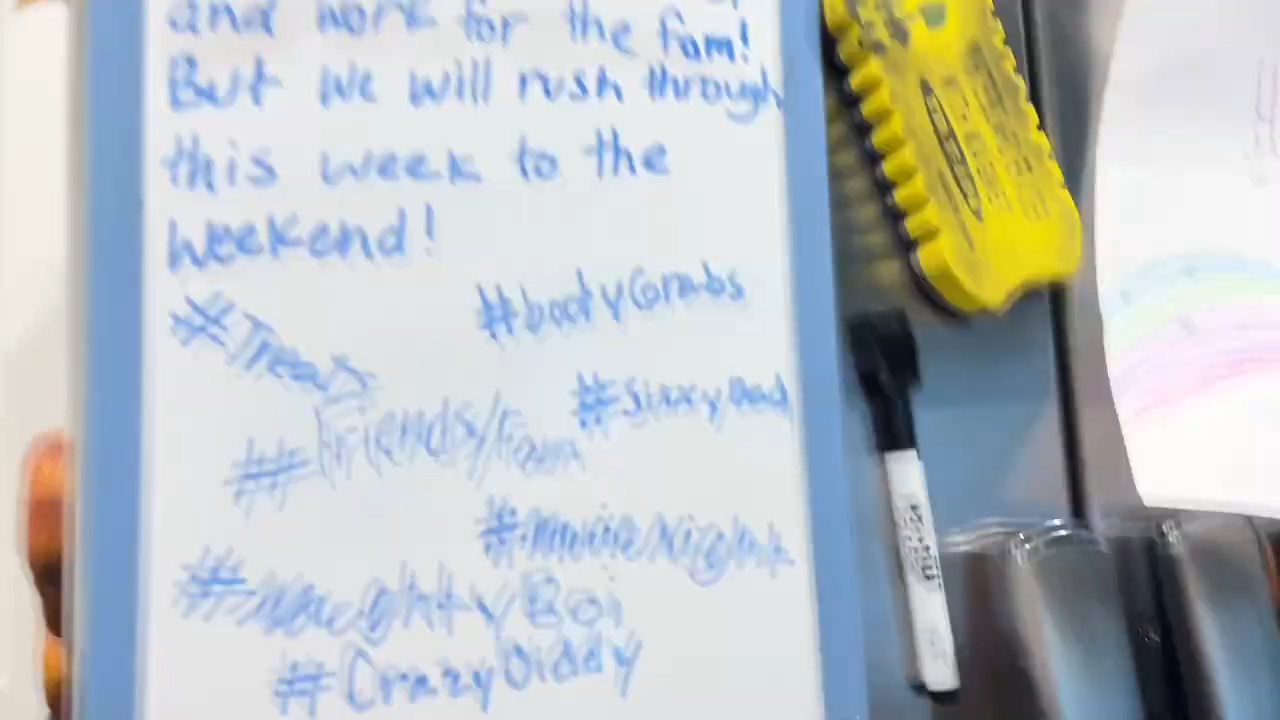 and work for the fam!
But we will rush through
this week to the
weekend!
#bootyGrabs
#Treats
#SixxyDad
#Friends/Fam
#MovieNight
#NaughtyBoi
#CrazyDiddy